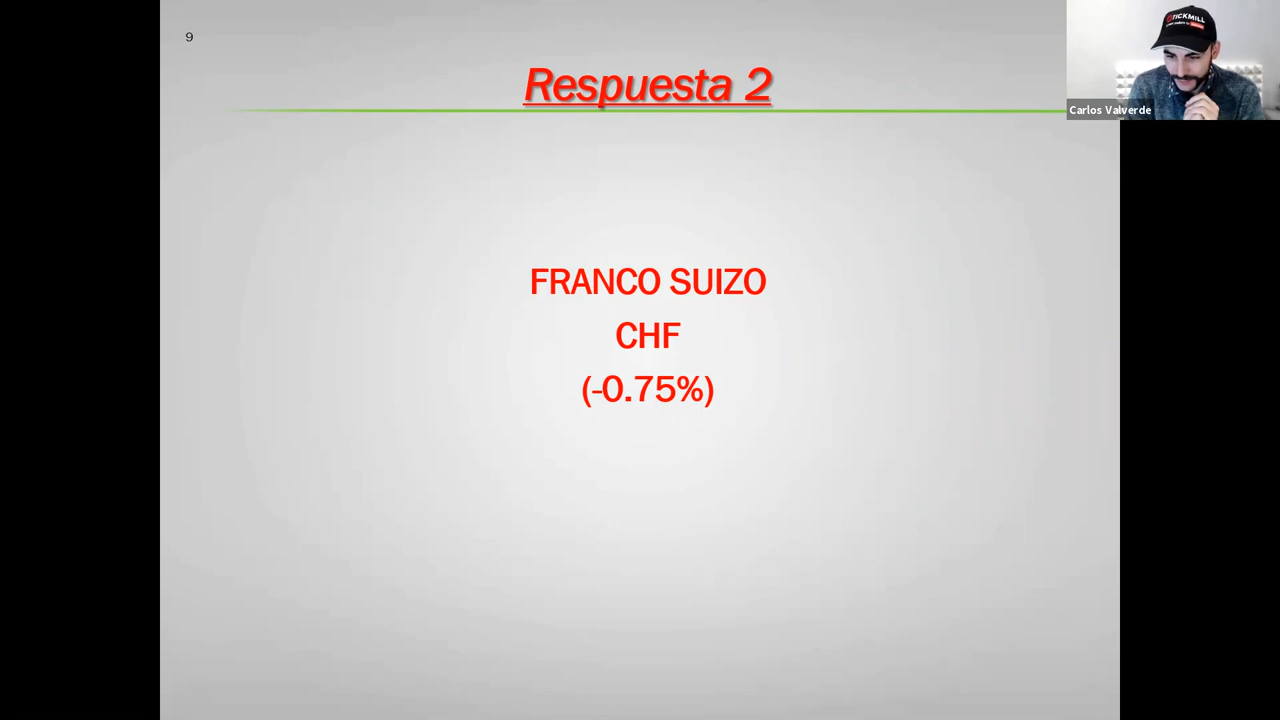 9
Respuesta 2
TICKMILL
Carlos Valverde
FRANCO SUIZO
CHF
(-0.75%)